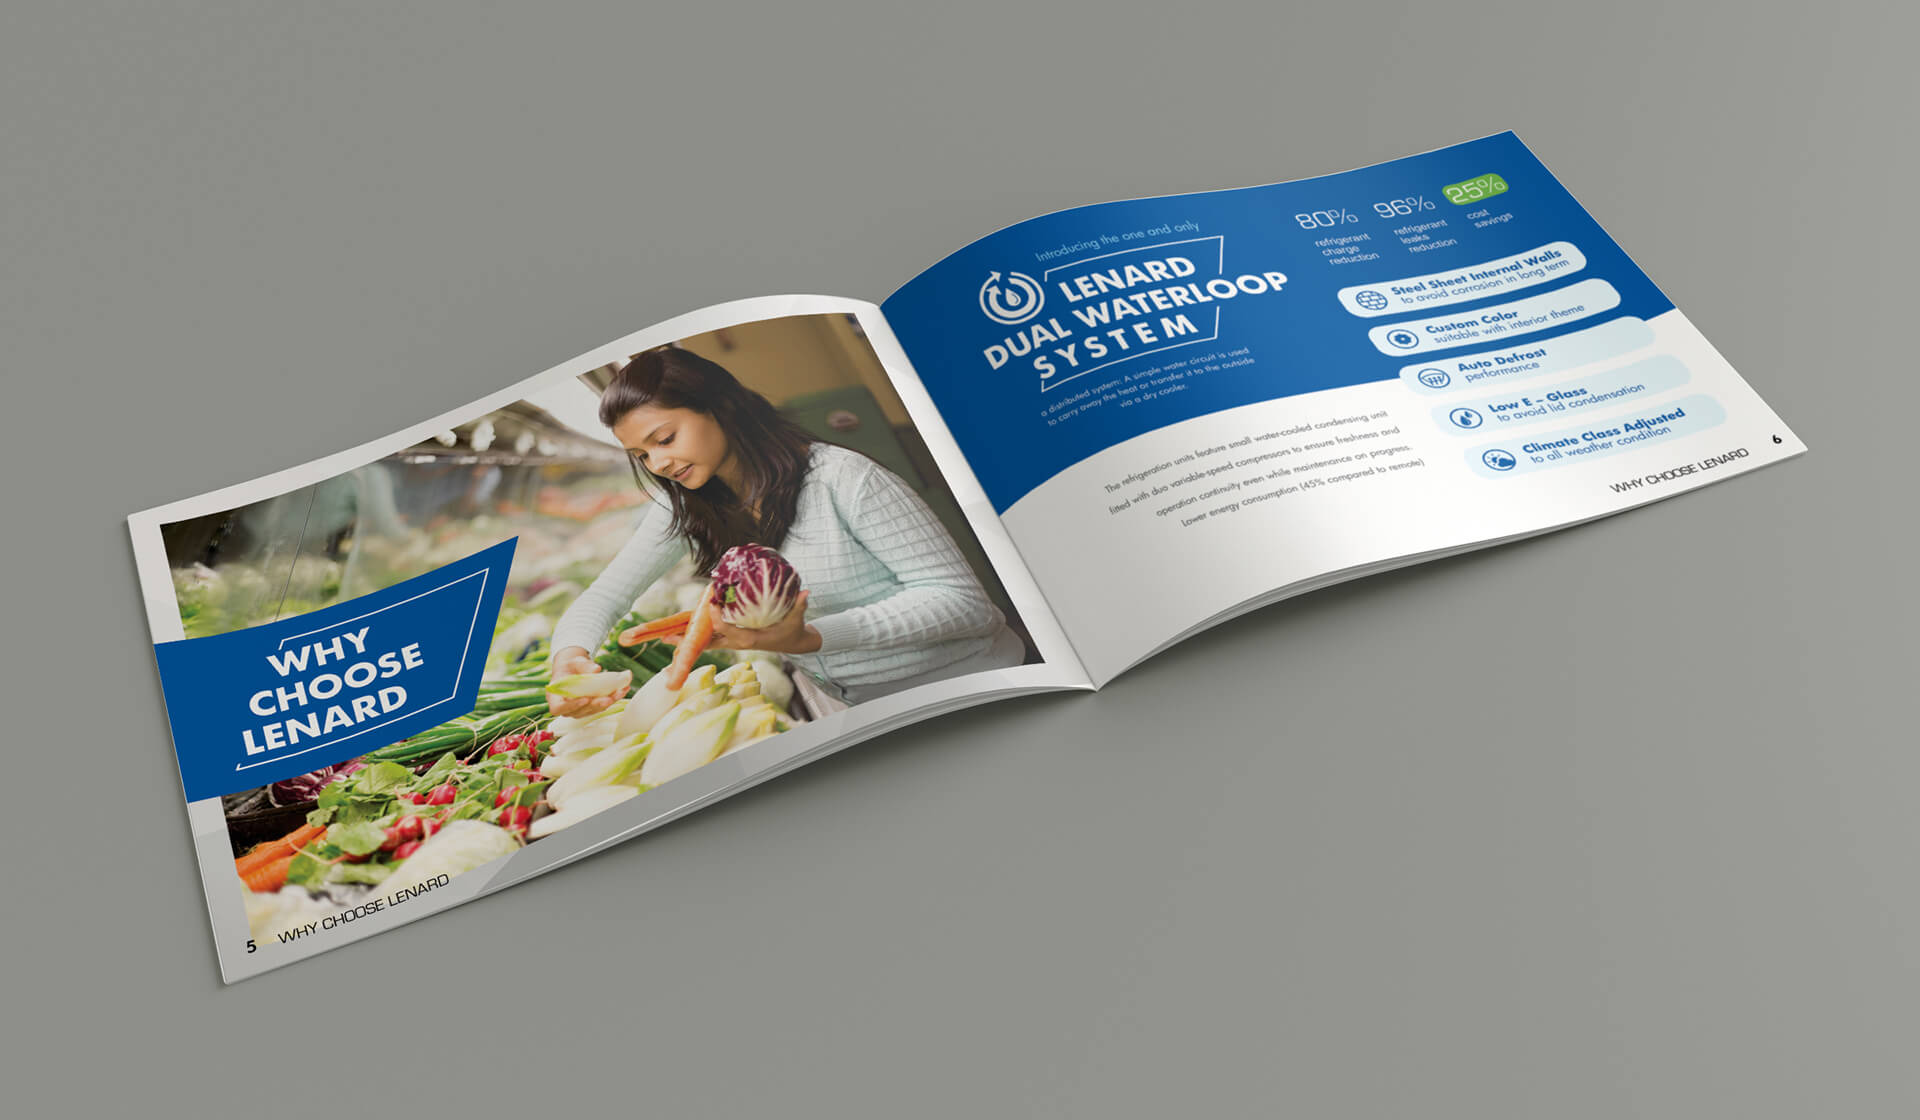 WHY
CHOOSE
LENARD
5 WHY CHOOSE LENARD
Introducing the one and only
LENARD
DUAL WATERLOOP
SYSTEM
a distributed system: A simple water circuit is used
to carry away the heat or transfer it to the outside
via a dry cooler.
80%
refrigerant
charge
reduction
96%
refrigerant
leaks
reduction
25%
cost
savings
Steel Sheet Internal Walls
to avoid corrosion in long term
Custom Color
suitable with interior theme
Auto Defrost
performance
Low E – Glass
to avoid lid condensation
Climate Class Adjusted
to all weather condition
The refrigeration units feature small water-cooled condensing unit
fitted with duo variable-speed compressors to ensure freshness and
operation continuity even while maintenance on progress.
Lower energy consumption (45% compared to remote)
WHY CHOOSE LENARD 6